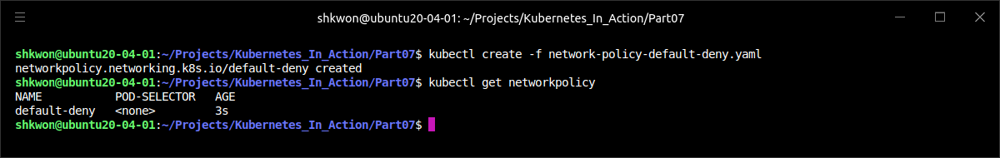 shkwon@ubuntu20-04-01: ~/Projects/Kubernetes_In_Action/Part07
shkwon@ubuntu20-04-01:~/Projects/Kubernetes_In_Action/Part07$ kubectl create -f network-policy-default-deny.yaml
networkpolicy.networking.k8s.io/default-deny created
shkwon@ubuntu20-04-01:~/Projects/Kubernetes_In_Action/Part07$ kubectl get networkpolicy
NAME           POD-SELECTOR   AGE
default-deny   <none>         3s
shkwon@ubuntu20-04-01:~/Projects/Kubernetes_In_Action/Part07$